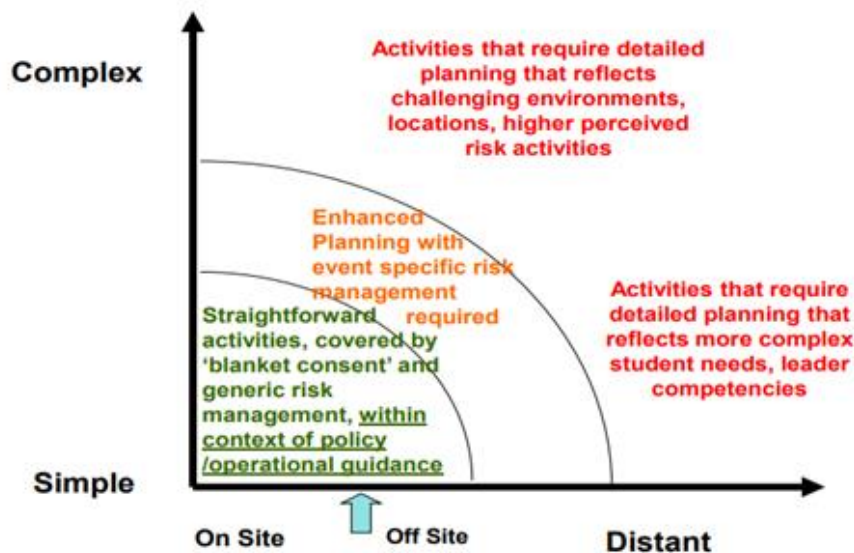 Complex
Activities that require detailed
planning that reflects
challenging environments,
locations, higher perceived
risk activities
Enhanced
Planning with
event specific risk
management
required
Activities that require
detailed planning that
reflects more complex
student needs, leader
competencies
Straightforward
activities, covered by
‘blanket consent’ and
generic risk
management, within
context of policy
/operational guidance
Simple
On Site
Off Site
Distant